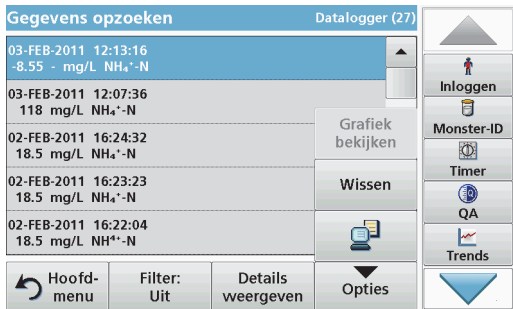 Gegevens opzoeken
Datalogger (27)
03-FEB-2011 12:13:16
-8.55 - mg/L NH₄⁺-N
03-FEB-2011 12:07:36
118 mg/L NH₄⁺-N
02-FEB-2011 16:24:32
18.5 mg/L NH₄⁺-N
02-FEB-2011 16:23:23
18.5 mg/L NH₄⁺-N
02-FEB-2011 16:22:04
18.5 mg/L NH⁴⁺-N
Grafiek
bekijken
Wissen
Hoofd-
menu
Filter:
Uit
Details
weergeven
Opties
Inloggen
Monster-ID
Timer
QA
Trends